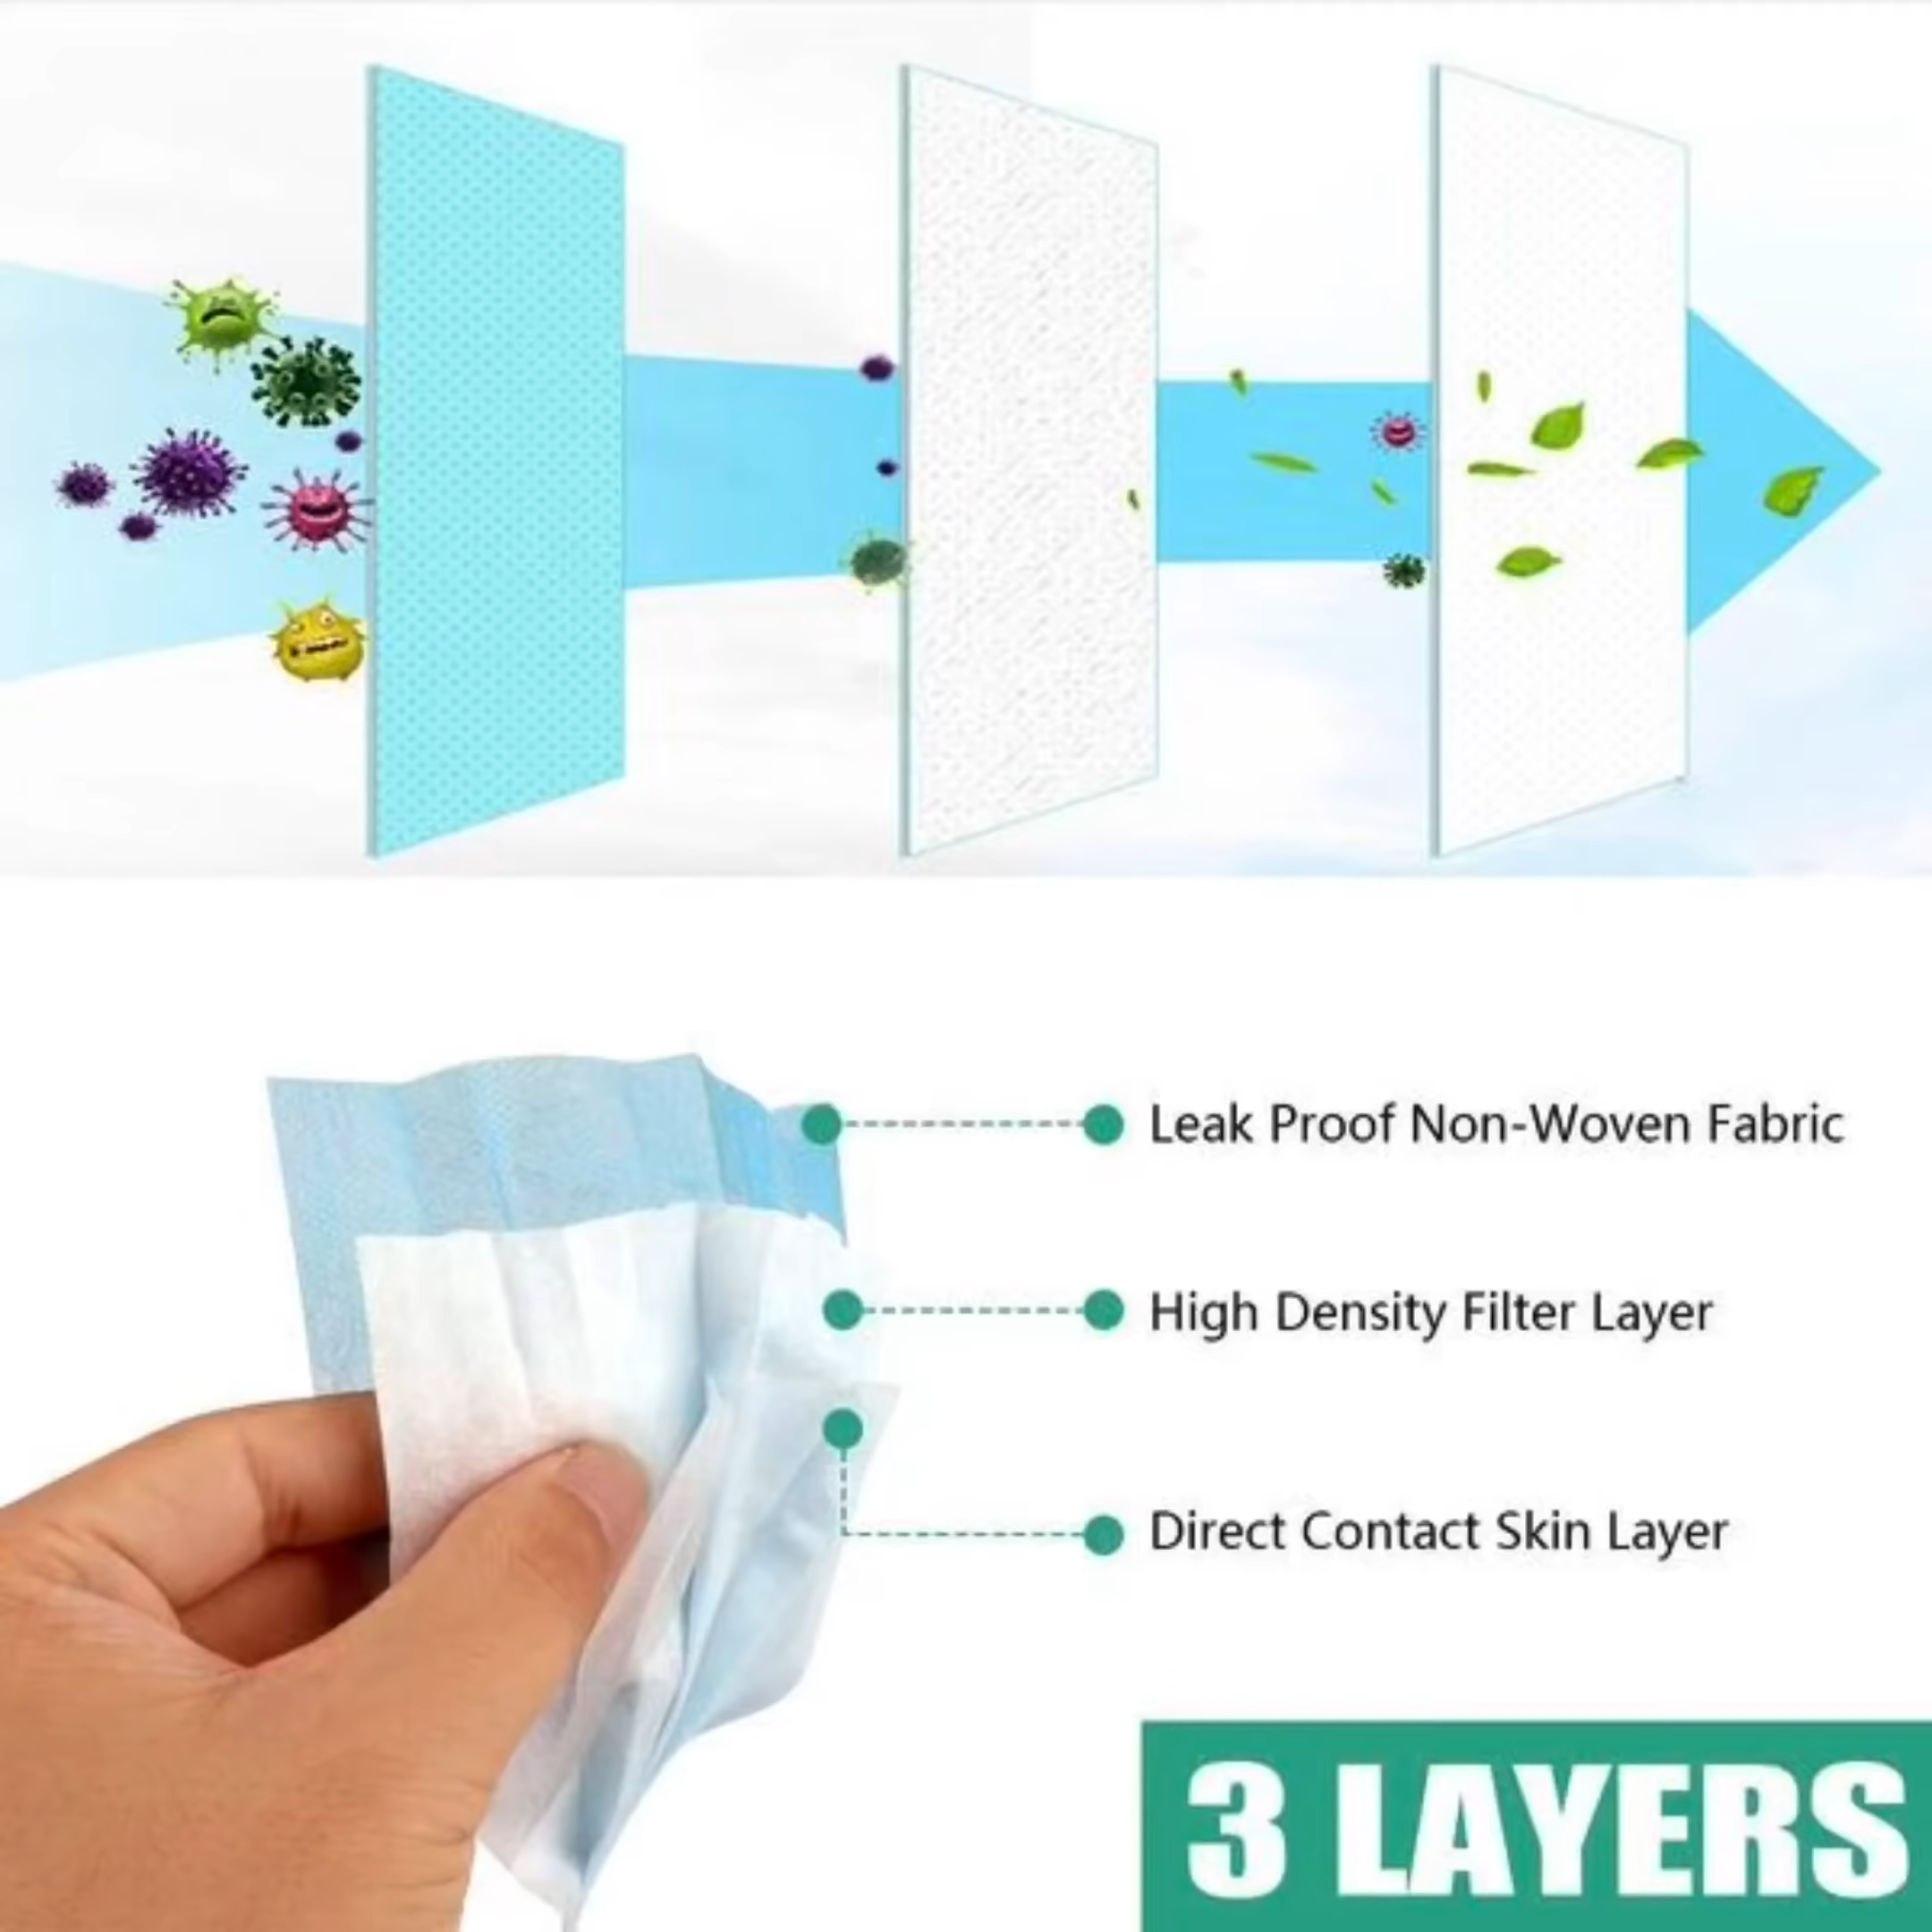 Leak Proof Non-Woven Fabric
High Density Filter Layer
Direct Contact Skin Layer
3 LAYERS